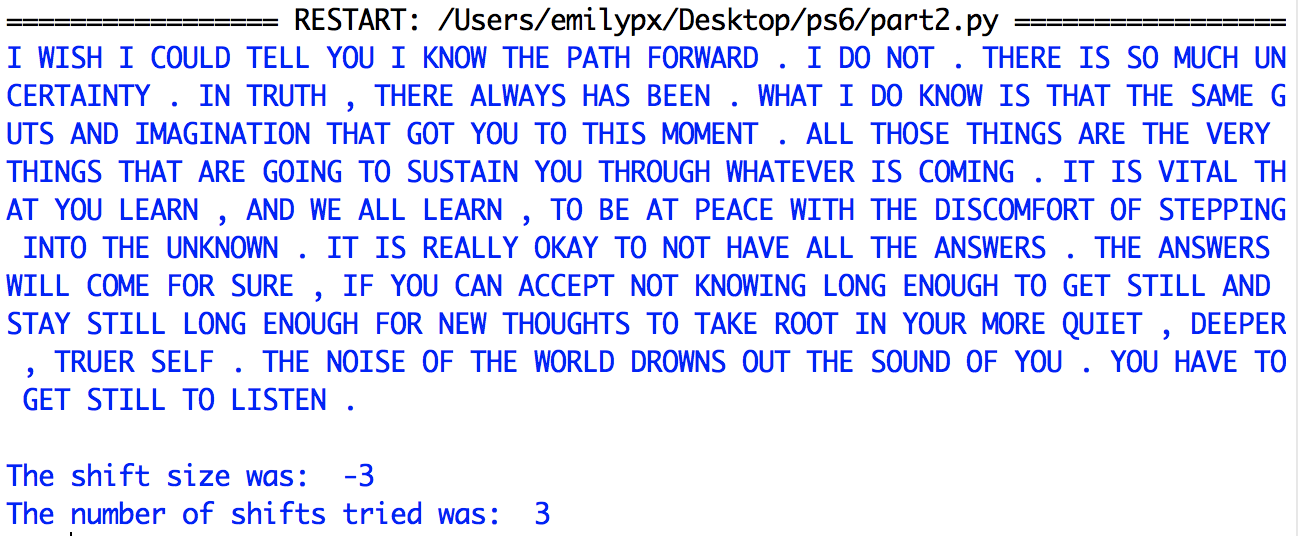 ================= RESTART: /Users/emilypx/Desktop/ps6/part2.py =================
I WISH I COULD TELL YOU I KNOW THE PATH FORWARD . I DO NOT . THERE IS SO MUCH UN
CERTAINTY . IN TRUTH , THERE ALWAYS HAS BEEN . WHAT I DO KNOW IS THAT THE SAME G
UTS AND IMAGINATION THAT GOT YOU TO THIS MOMENT . ALL THOSE THINGS ARE THE VERY
THINGS THAT ARE GOING TO SUSTAIN YOU THROUGH WHATEVER IS COMING . IT IS VITAL TH
AT YOU LEARN , AND WE ALL LEARN , TO BE AT PEACE WITH THE DISCOMFORT OF STEPPING
 INTO THE UNKNOWN . IT IS REALLY OKAY TO NOT HAVE ALL THE ANSWERS . THE ANSWERS
WILL COME FOR SURE , IF YOU CAN ACCEPT NOT KNOWING LONG ENOUGH TO GET STILL AND
STAY STILL LONG ENOUGH FOR NEW THOUGHTS TO TAKE ROOT IN YOUR MORE QUIET , DEEPER
 , TRUER SELF . THE NOISE OF THE WORLD DROWNS OUT THE SOUND OF YOU . YOU HAVE TO
 GET STILL TO LISTEN .

The shift size was:  -3
The number of shifts tried was:  3